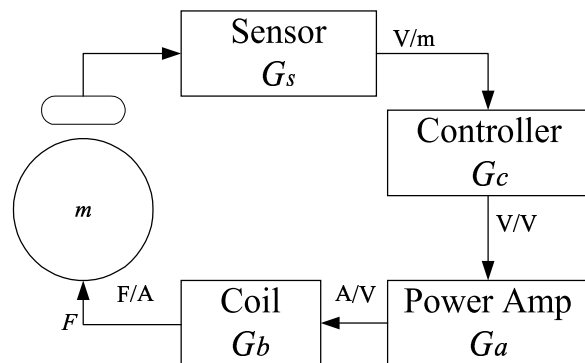 Sensor
Gs
V/m
Controller
Gc
m
V/V
F/A
A/V
F
Coil
Gb
Power Amp
Ga